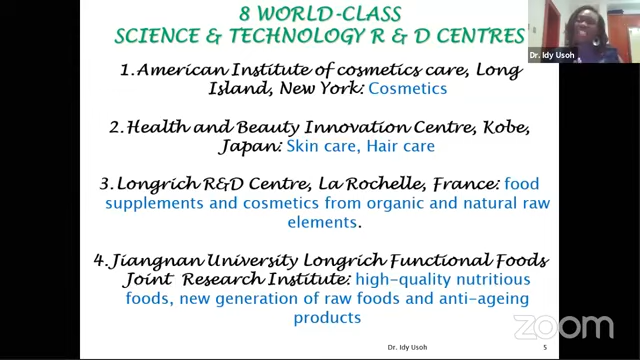 8 WORLD-CLASS
SCIENCE & TECHNOLOGY R & D CENTRES
Dr. Idy Usoh
1.American Institute of cosmetics care, Long
Island, New York: Cosmetics
2.Health and Beauty Innovation Centre, Kobe,
Japan: Skin care, Hair care
3.Longrich R&D Centre, La Rochelle, France: food
supplements and cosmetics from organic and natural raw
elements.
4.Jiangnan University Longrich Functional Foods
Joint Research Institute: high-quality nutritious
foods, new generation of raw foods and anti-ageing
products
zoom
Dr. Idy Usoh
5